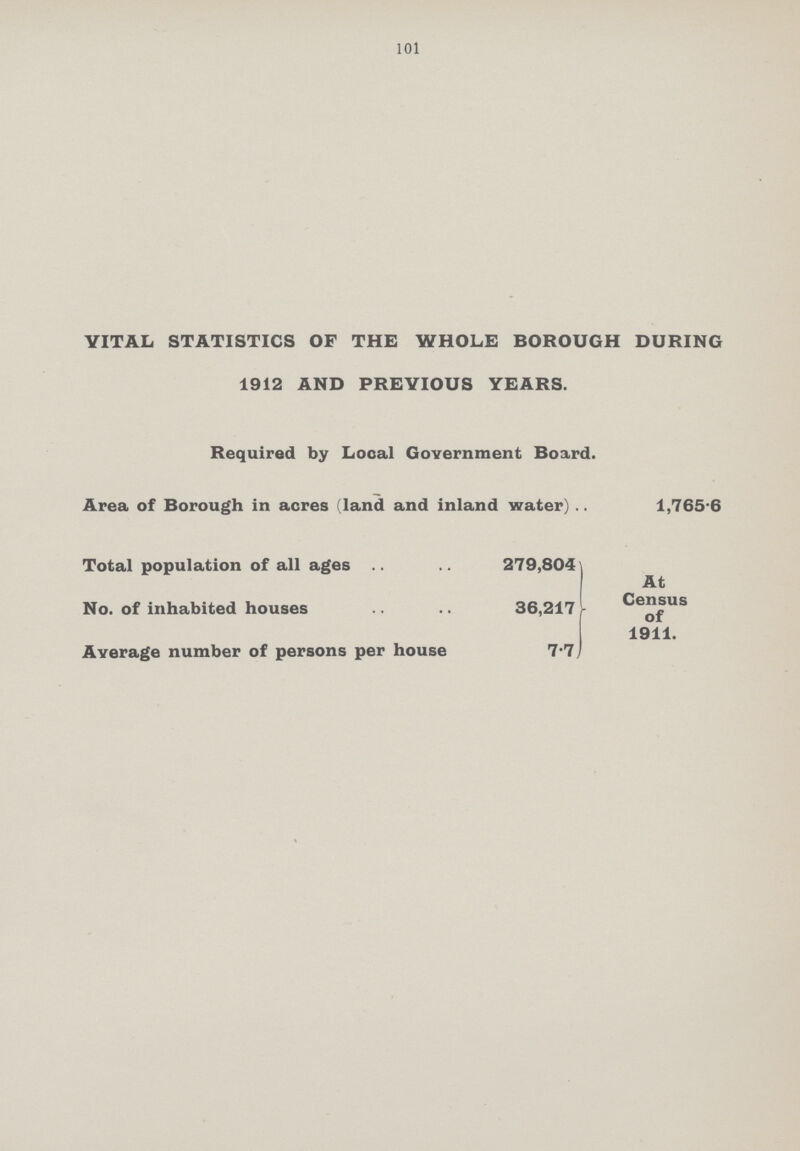 101
VITAL STATISTICS OF THE WHOLE BOROUGH DURING
1912 AND PREVIOUS YEARS.
Required by Local Government Board.
Area of Borough in acres (land and inland water) .. 1,765·6
Total population of all ages .. .. 279,804
No. of inhabited houses .. .. 36,217
Average number of persons per house 7·7
At
Census
of
1911.